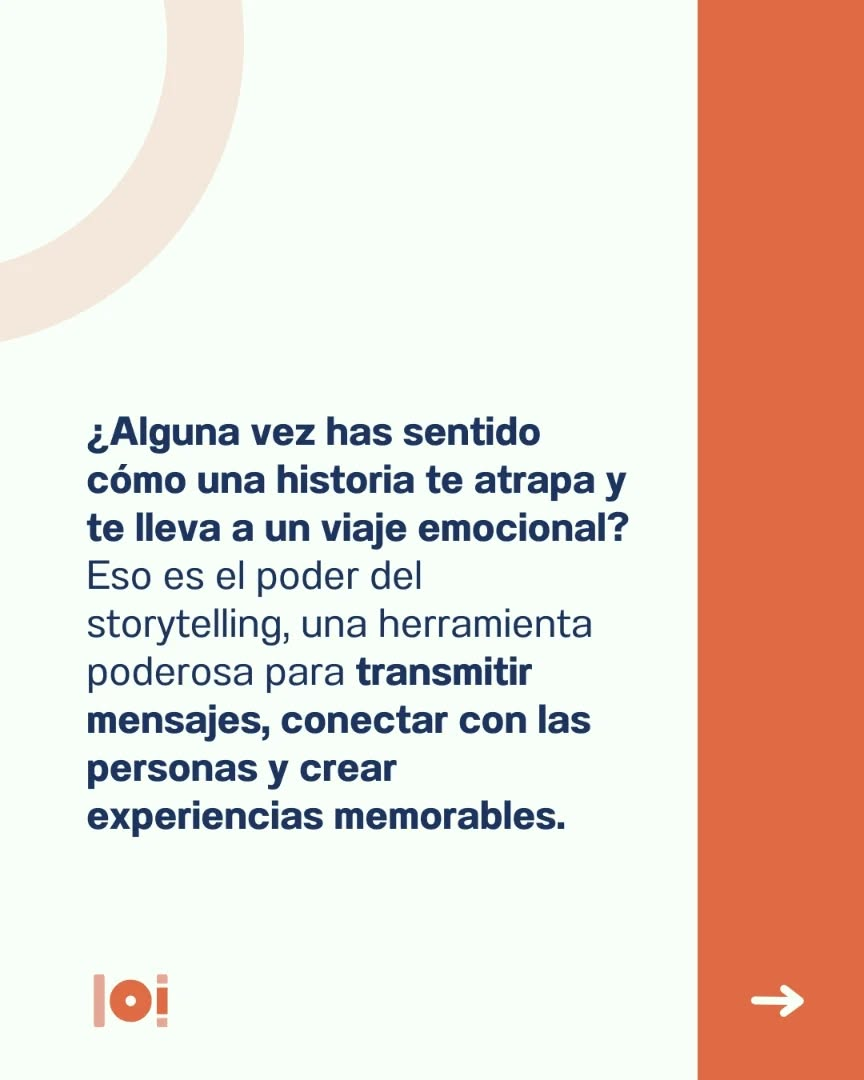 ¿Alguna vez has sentido
cómo una historia te atrapa y
te lleva a un viaje emocional?
Eso es el poder del
storytelling, una herramienta
poderosa para transmitir
mensajes, conectar con las
personas y crear
experiencias memorables.